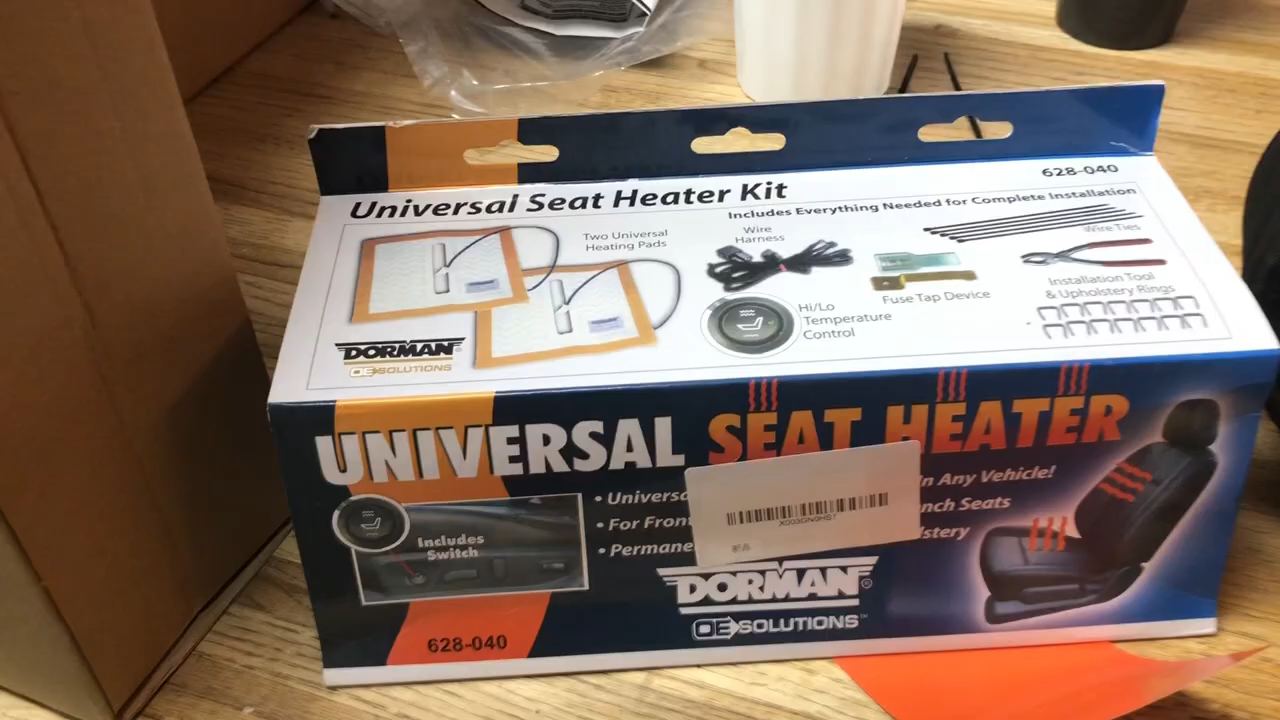 628-040
Universal Seat Heater Kit
Includes Everything Needed for Complete Installation
Two Universal
Heating Pads
Wire
Harness
Wire Ties
Fuse Tap Device
Installation Tool
& Upholstery Rings
Hi/Lo
Temperature
Control
DORMAN
OE SOLUTIONS
UNIVERSAL SEAT HEATER
Includes
Switch
• Universa In Any Vehicle!
• For Fron nch Seats
• Permane stery
DORMAN®
OE SOLUTIONS™
628-040